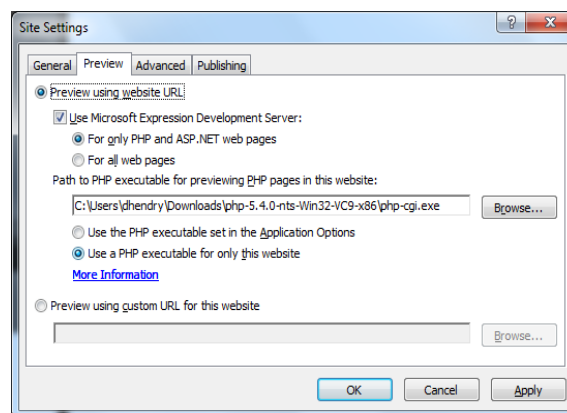 Site Settings
General Preview Advanced Publishing
Preview using website URL
Use Microsoft Expression Development Server:
For only PHP and ASP.NET web pages
For all web pages
Path to PHP executable for previewing PHP pages in this website:
C:\Users\dhendry\Downloads\php-5.4.0-nts-Win32-VC9-x86\php-cgi.exe Browse...
Use the PHP executable set in the Application Options
Use a PHP executable for only this website
More Information
Preview using custom URL for this website
Browse...
OK Cancel Apply